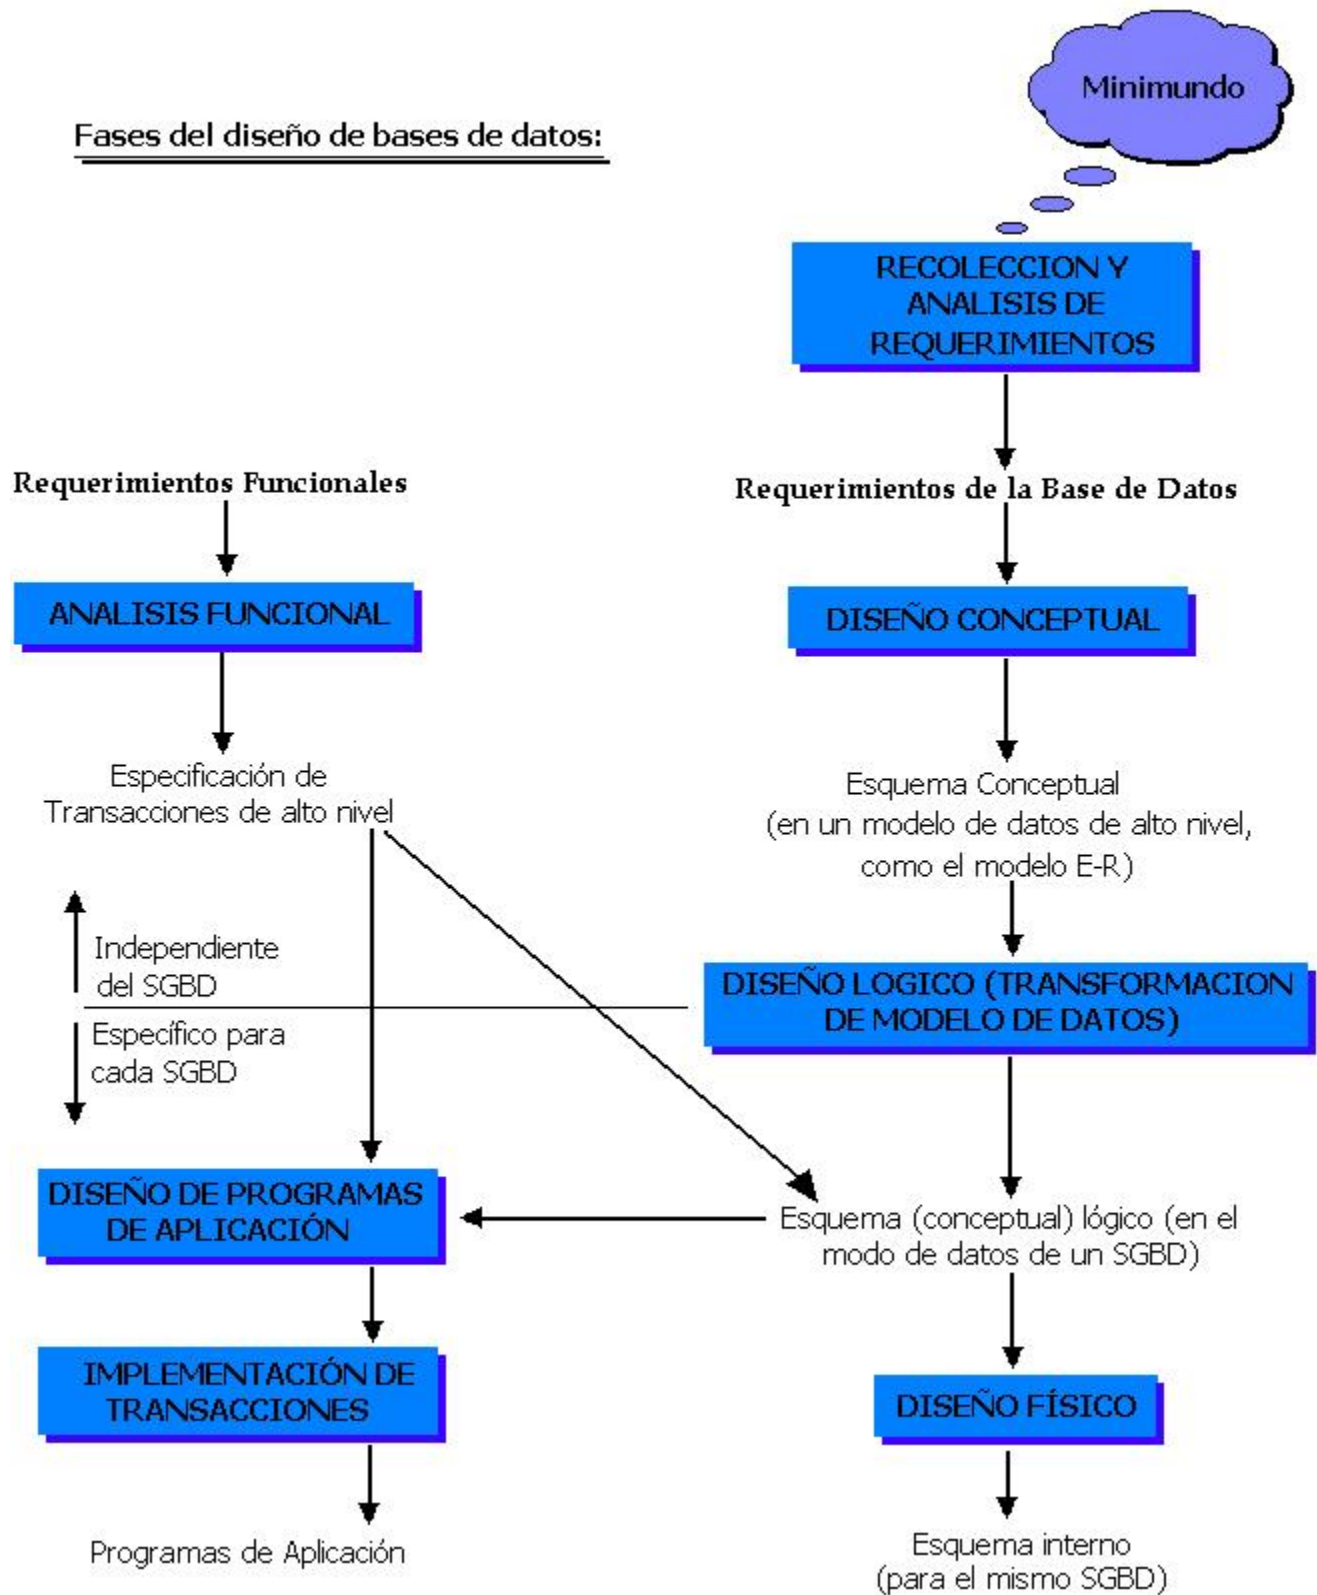 Minimundo
Fases del diseño de bases de datos:
RECOLECCION Y
ANALISIS DE
REQUERIMIENTOS
Requerimientos Funcionales
Requerimientos de la Base de Datos
ANALISIS FUNCIONAL
DISEÑO CONCEPTUAL
Especificación de
Transacciones de alto nivel
Esquema Conceptual
(en un modelo de datos de alto nivel,
como el modelo E-R)
Independiente
del SGBD
Específico para
cada SGBD
DISEÑO LOGICO (TRANSFORMACION
DE MODELO DE DATOS)
DISEÑO DE PROGRAMAS
DE APLICACIÓN
Esquema (conceptual) lógico (en el
modo de datos de un SGBD)
IMPLEMENTACIÓN DE
TRANSACCIONES
DISEÑO FÍSICO
Programas de Aplicación
Esquema interno
(para el mismo SGBD)